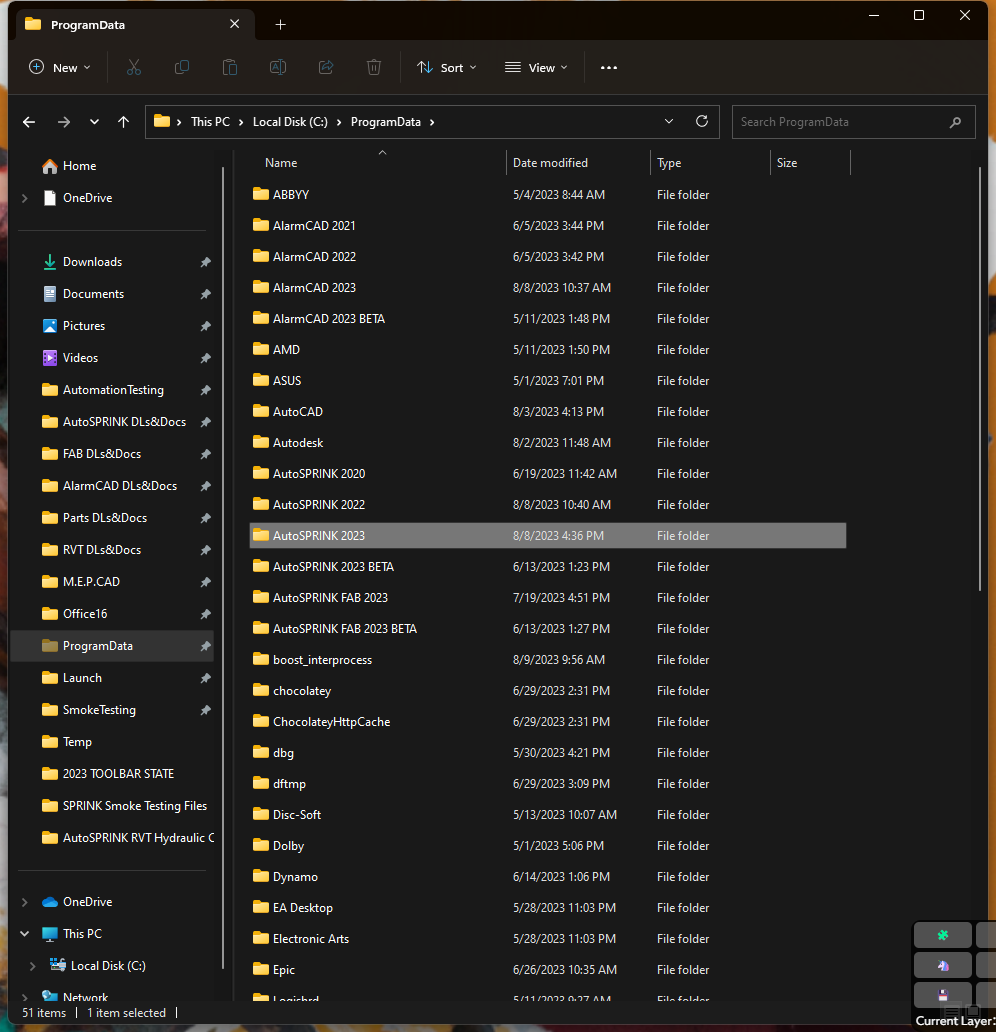 ProgramData
New
Sort
View
This PC
Local Disk (C:)
ProgramData
Search ProgramData
Home
OneDrive
Downloads
Documents
Pictures
Videos
AutomationTesting
AutoSPRINK DLs&Docs
FAB DLs&Docs
AlarmCAD DLs&Docs
Parts DLs&Docs
RVT DLs&Docs
M.E.P.CAD
Office16
ProgramData
Launch
SmokeTesting
Temp
2023 TOOLBAR STATE
SPRINK Smoke Testing Files
AutoSPRINK RVT Hydraulic C
OneDrive
This PC
Local Disk (C:)
Network
Name Date modified Type Size
ABBYY 5/4/2023 8:44 AM File folder
AlarmCAD 2021 6/5/2023 3:44 PM File folder
AlarmCAD 2022 6/5/2023 3:42 PM File folder
AlarmCAD 2023 8/8/2023 10:37 AM File folder
AlarmCAD 2023 BETA 5/11/2023 1:48 PM File folder
AMD 5/11/2023 1:50 PM File folder
ASUS 5/1/2023 7:01 PM File folder
AutoCAD 8/3/2023 4:13 PM File folder
Autodesk 8/2/2023 11:48 AM File folder
AutoSPRINK 2020 6/19/2023 11:42 AM File folder
AutoSPRINK 2022 8/8/2023 10:40 AM File folder
AutoSPRINK 2023 8/8/2023 4:36 PM File folder
AutoSPRINK 2023 BETA 6/13/2023 1:23 PM File folder
AutoSPRINK FAB 2023 7/19/2023 4:51 PM File folder
AutoSPRINK FAB 2023 BETA 6/13/2023 1:27 PM File folder
boost_interprocess 8/9/2023 9:56 AM File folder
chocolatey 6/29/2023 2:31 PM File folder
ChocolateyHttpCache 6/29/2023 2:31 PM File folder
dbg 5/30/2023 4:21 PM File folder
dftmp 6/29/2023 3:09 PM File folder
Disc-Soft 5/13/2023 10:07 AM File folder
Dolby 5/1/2023 5:06 PM File folder
Dynamo 6/14/2023 1:06 PM File folder
EA Desktop 5/28/2023 11:03 PM File folder
Electronic Arts 5/28/2023 11:03 PM File folder
Epic 6/26/2023 10:35 AM File folder
Logishrd 5/11/2023 9:27 AM File folder
51 items 1 item selected
Current Layer: